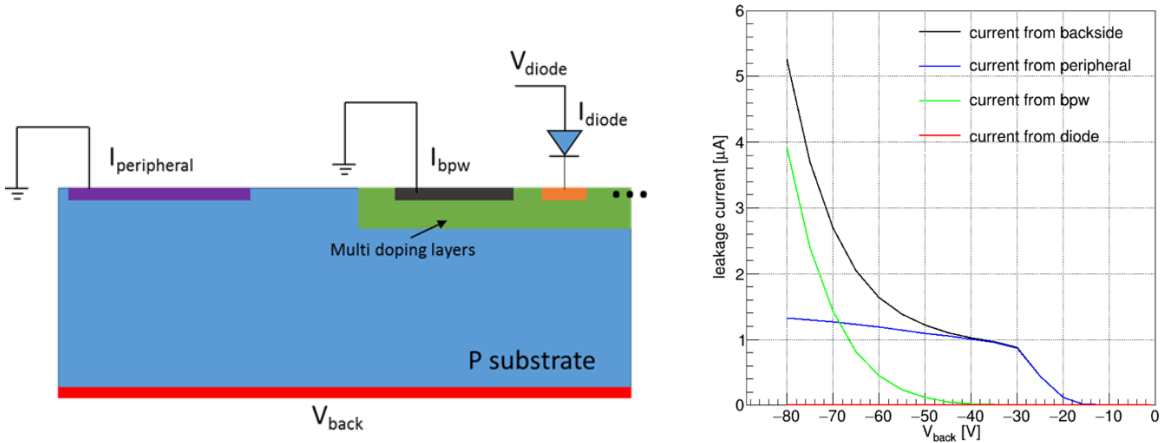 V_diode
I_diode
I_peripheral
I_bpw
Multi doping layers
P substrate
V_back
leakage current [μA]
6
5
4
3
2
1
0
current from backside
current from peripheral
current from bpw
current from diode
−80 −70 −60 −50 −40 −30 −20 −10 0
V_back [V]